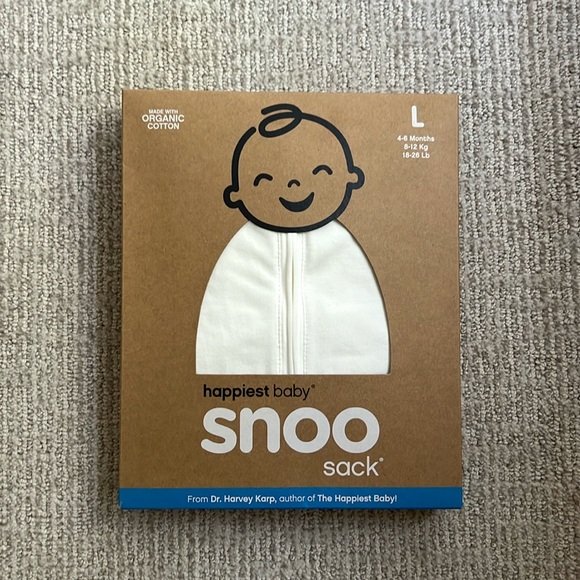 MADE WITH
ORGANIC
COTTON
L
4-6 Months
8-12 Kg
18-26 Lb
happiest baby®
snoo
sack®
From Dr. Harvey Karp, author of The Happiest Baby!